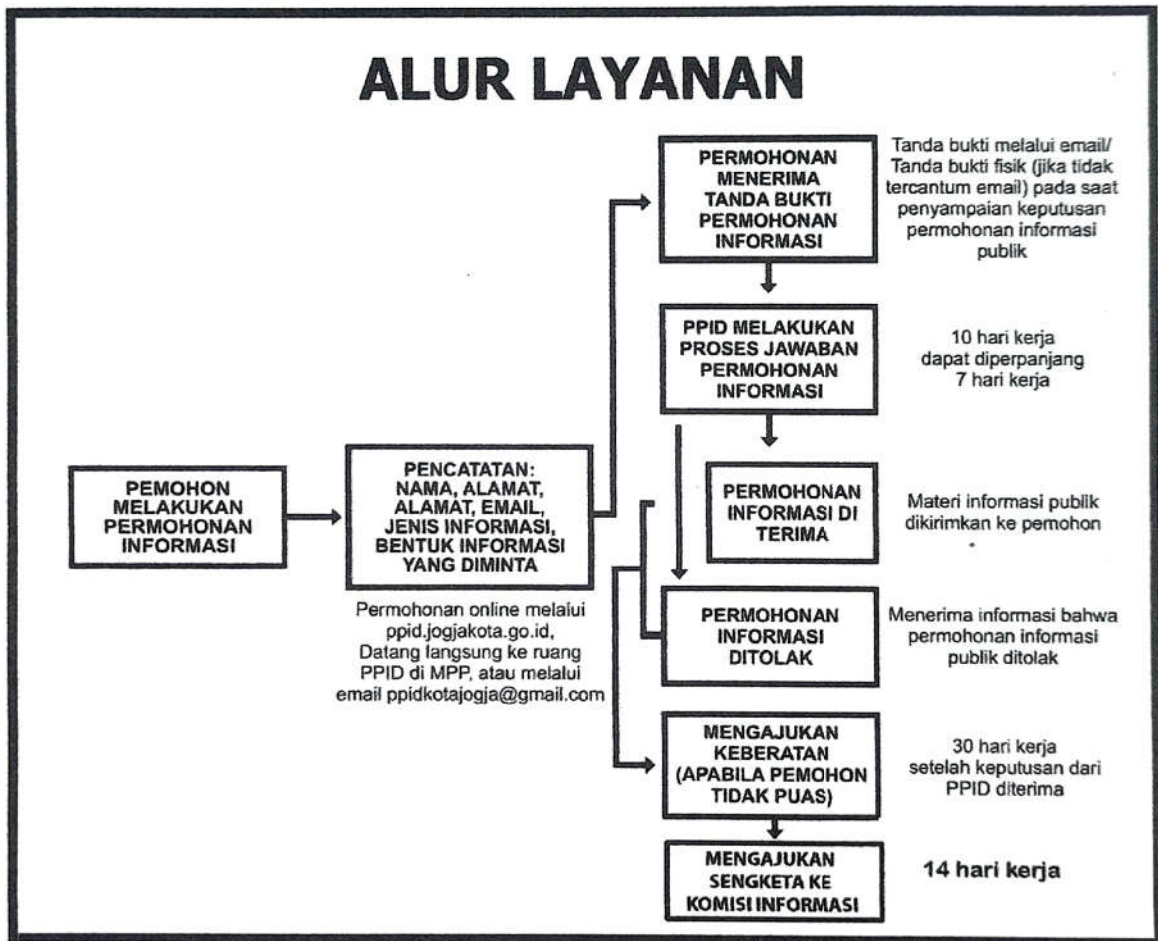 ALUR LAYANAN
PERMOHONAN
MENERIMA
TANDA BUKTI
PERMOHONAN
INFORMASI
Tanda bukti melalui email/
Tanda bukti fisik (jika tidak
tercantum email) pada saat
penyampaian keputusan
permohonan informasi
publik
PPID MELAKUKAN
PROSES JAWABAN
PERMOHONAN
INFORMASI
10 hari kerja
dapat diperpanjang
7 hari kerja
PEMOHON
MELAKUKAN
PERMOHONAN
INFORMASI
PENCATATAN:
NAMA, ALAMAT,
ALAMAT, EMAIL,
JENIS INFORMASI,
BENTUK INFORMASI
YANG DIMINTA
Permohonan online melalui
ppid.jogjakota.go.id,
Datang langsung ke ruang
PPID di MPP, atau melalui
email ppidkotajogja@gmail.com
PERMOHONAN
INFORMASI DI
TERIMA
Materi informasi publik
dikirimkan ke pemohon
PERMOHONAN
INFORMASI
DITOLAK
Menerima informasi bahwa
permohonan informasi
publik ditolak
MENGAJUKAN
KEBERATAN
(APABILA PEMOHON
TIDAK PUAS)
30 hari kerja
setelah keputusan dari
PPID diterima
MENGAJUKAN
SENGKETA KE
KOMISI INFORMASI
14 hari kerja